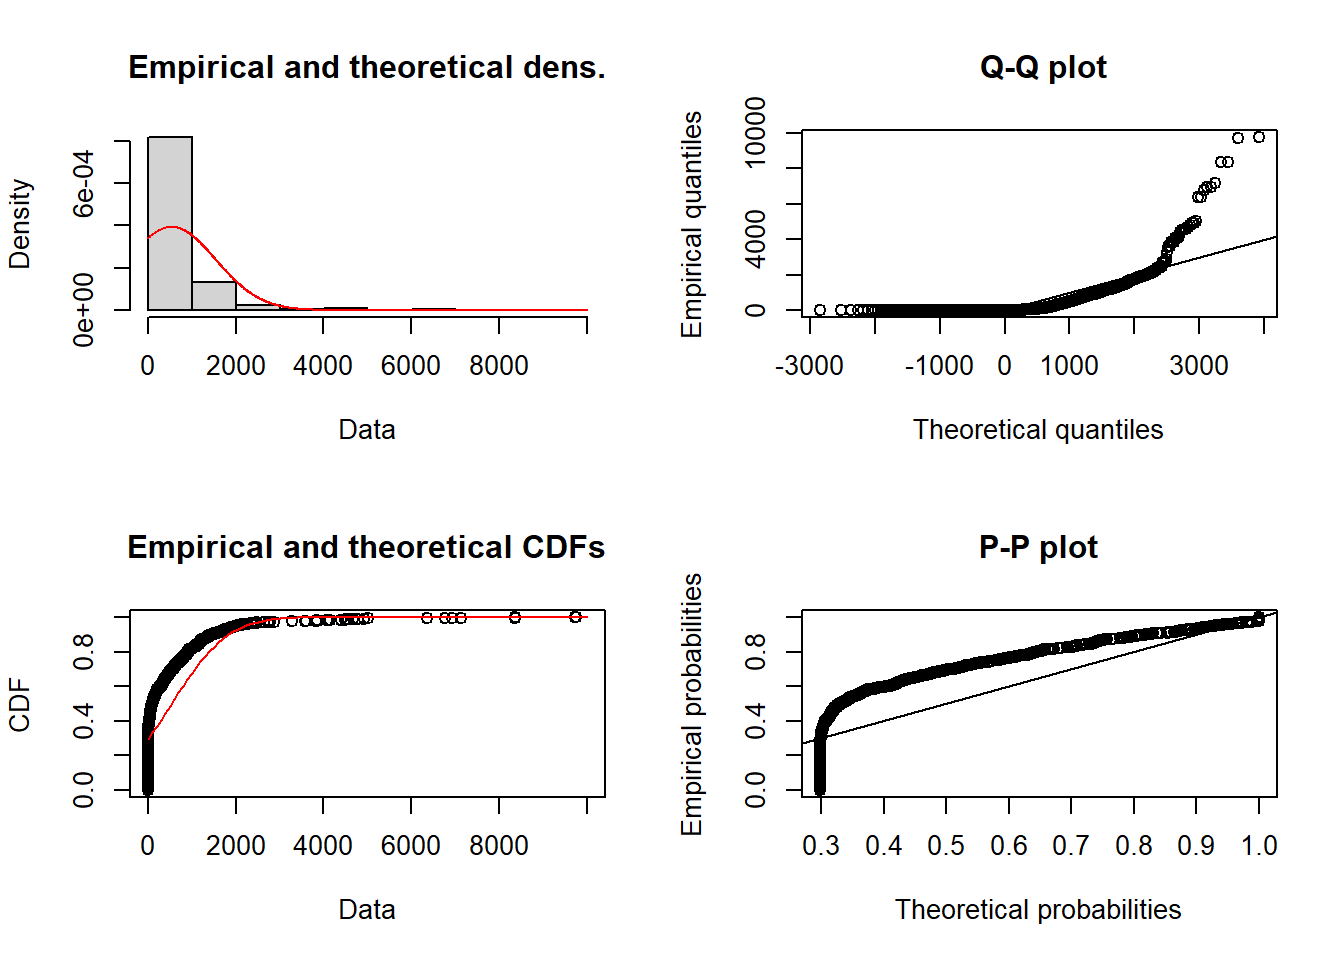 Empirical and theoretical dens.
Density
0e+00 6e-04
0 2000 4000 6000 8000
Data
Q-Q plot
Empirical quantiles
0 4000 10000
-3000 -1000 0 1000 3000
Theoretical quantiles
Empirical and theoretical CDFs
CDF
0.0 0.4 0.8
0 2000 4000 6000 8000
Data
P-P plot
Empirical probabilities
0.0 0.4 0.8
0.3 0.4 0.5 0.6 0.7 0.8 0.9 1.0
Theoretical probabilities